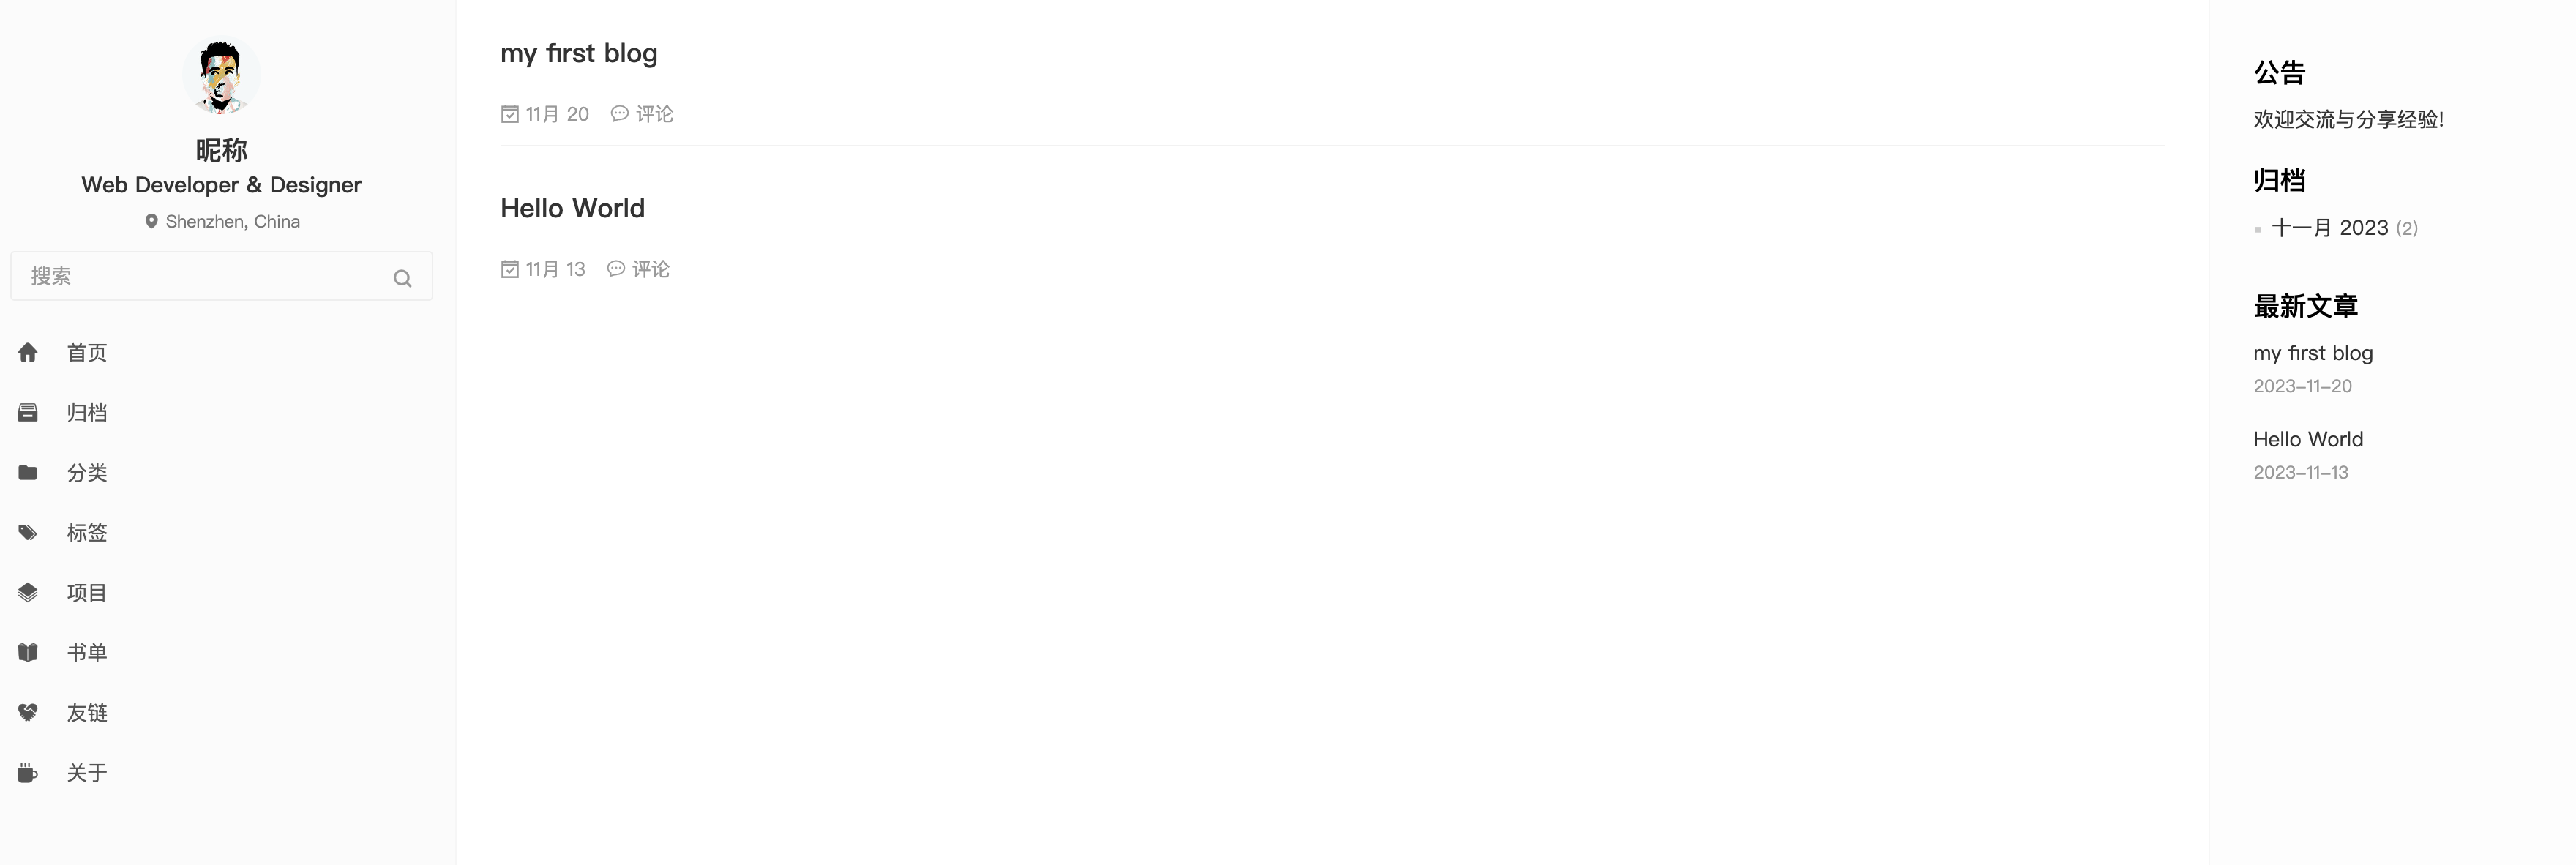 昵称
Web Developer & Designer
Shenzhen, China
搜索
首页
归档
分类
标签
项目
书单
友链
关于
my first blog
11月 20 评论
Hello World
11月 13 评论
公告
欢迎交流与分享经验!
归档
十一月 2023 (2)
最新文章
my first blog
2023-11-20
Hello World
2023-11-13